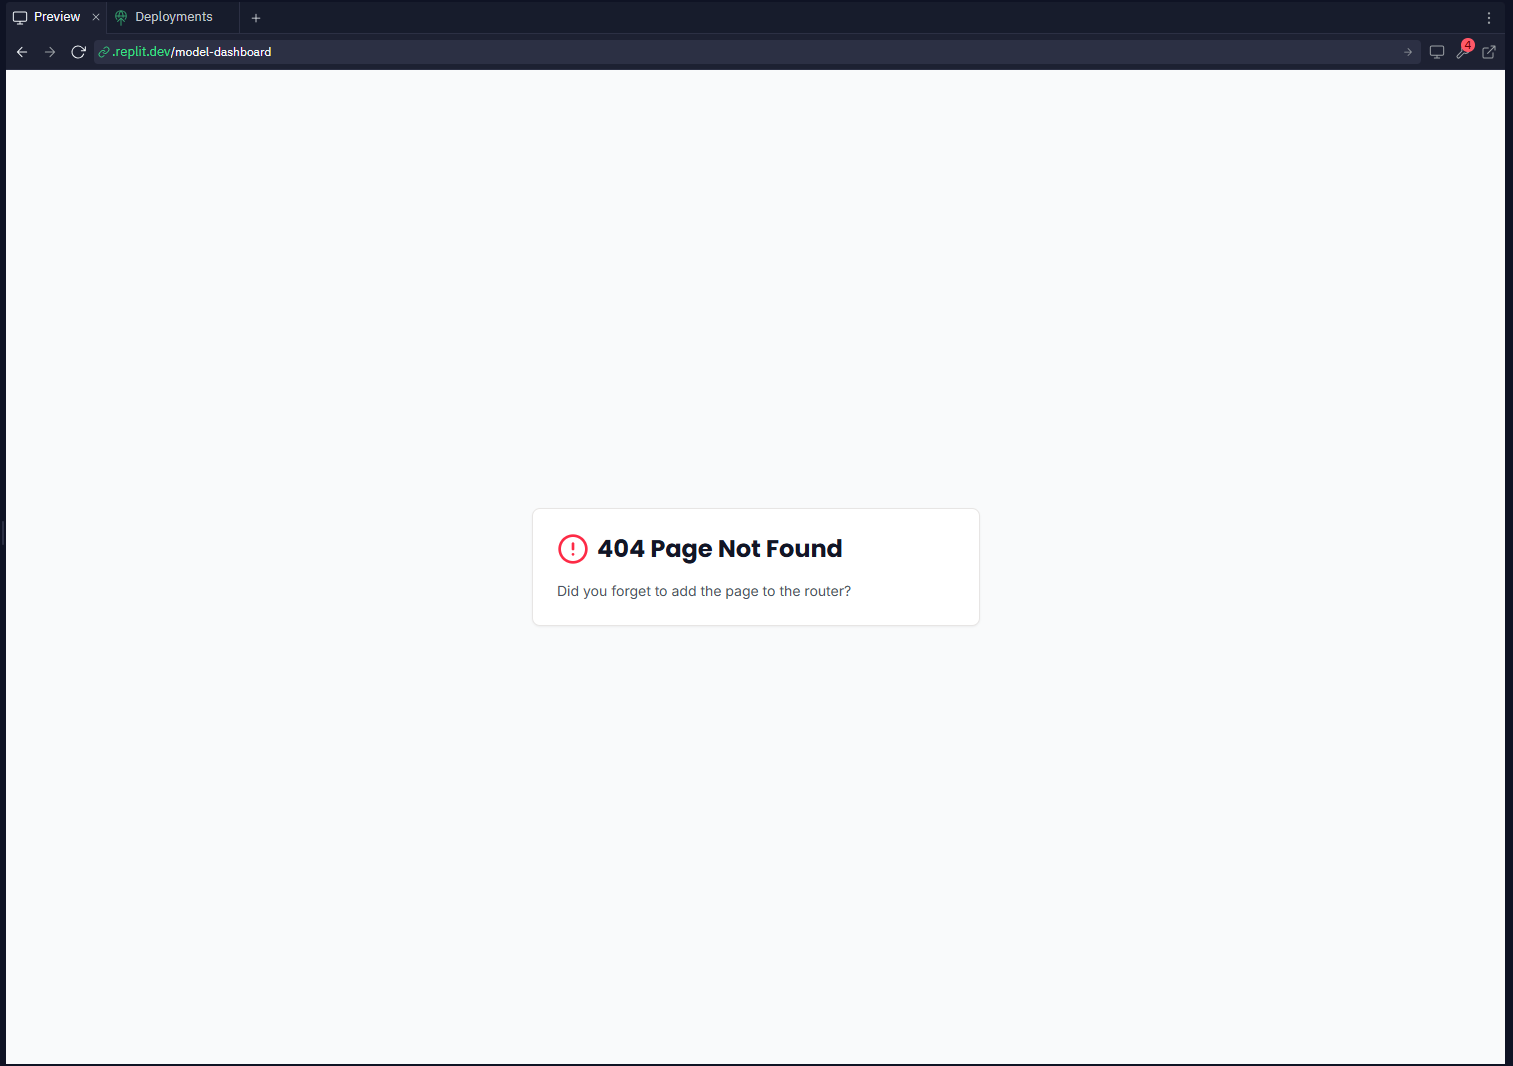 Preview
Deployments
.replit.dev/model-dashboard
4
404 Page Not Found
Did you forget to add the page to the router?